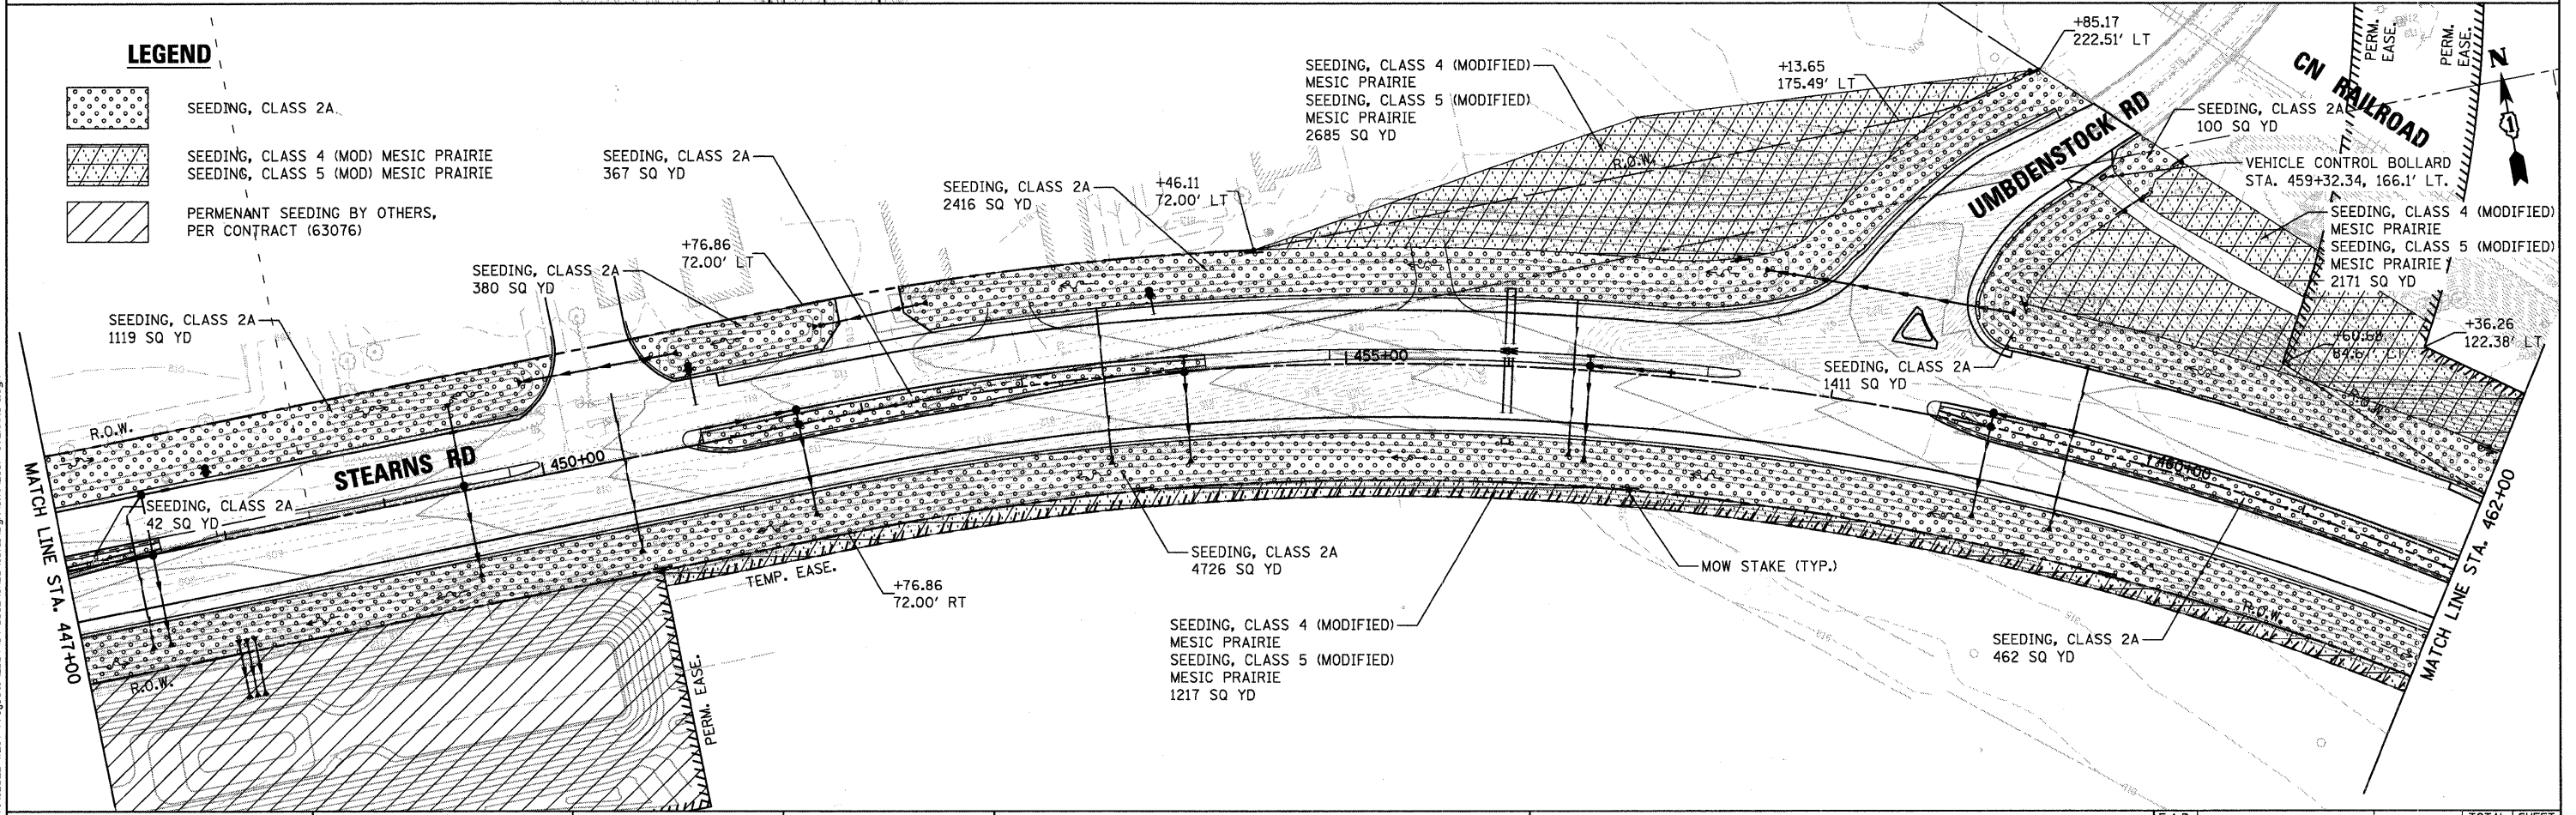 LEGEND
SEEDING, CLASS 2A
SEEDING, CLASS 4 (MOD) MESIC PRAIRIE
SEEDING, CLASS 5 (MOD) MESIC PRAIRIE
PERMENANT SEEDING BY OTHERS,
PER CONTRACT (63076)
SEEDING, CLASS 2A
1119 SQ YD
SEEDING, CLASS 2A
380 SQ YD
SEEDING, CLASS 2A
367 SQ YD
+76.86
72.00' LT
SEEDING, CLASS 2A
2416 SQ YD
+46.11
72.00' LT
SEEDING, CLASS 4 (MODIFIED)
MESIC PRAIRIE
SEEDING, CLASS 5 (MODIFIED)
MESIC PRAIRIE
2685 SQ YD
+13.65
175.49' LT
+85.17
222.51' LT
R.O.W.
UMBDENSTOCK RD
CN RAILROAD
PERM.
EASE.
PERM.
EASE.
N
SEEDING, CLASS 2A
100 SQ YD
VEHICLE CONTROL BOLLARD
STA. 459+32.34, 166.1' LT.
SEEDING, CLASS 4 (MODIFIED)
MESIC PRAIRIE
SEEDING, CLASS 5 (MODIFIED)
MESIC PRAIRIE
2171 SQ YD
+36.26
122.38' LT
+60.68
SEEDING, CLASS 2A
1411 SQ YD
R.O.W.
R.O.W.
STEARNS RD
450+00
455+00
460+00
SEEDING, CLASS 2A
42 SQ YD
MATCH LINE STA. 447+00
MATCH LINE STA. 462+00
R.O.W.
TEMP. EASE.
PERM. EASE.
+76.86
72.00' RT
SEEDING, CLASS 2A
4726 SQ YD
SEEDING, CLASS 4 (MODIFIED)
MESIC PRAIRIE
SEEDING, CLASS 5 (MODIFIED)
MESIC PRAIRIE
1217 SQ YD
MOW STAKE (TYP.)
SEEDING, CLASS 2A
462 SQ YD
R.O.W.